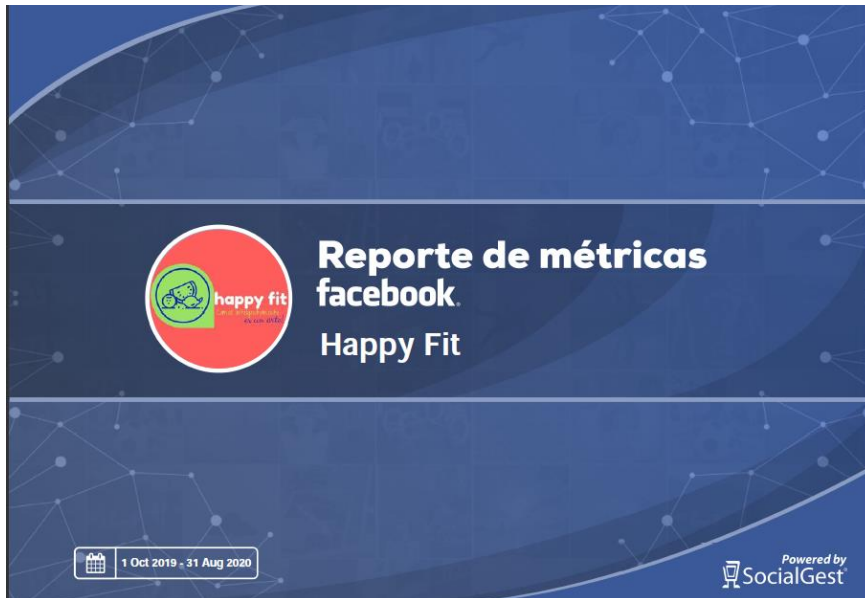 Reporte de métricas
facebook.
Happy Fit
happy fit
1 Oct 2019 - 31 Aug 2020
Powered by
SocialGest